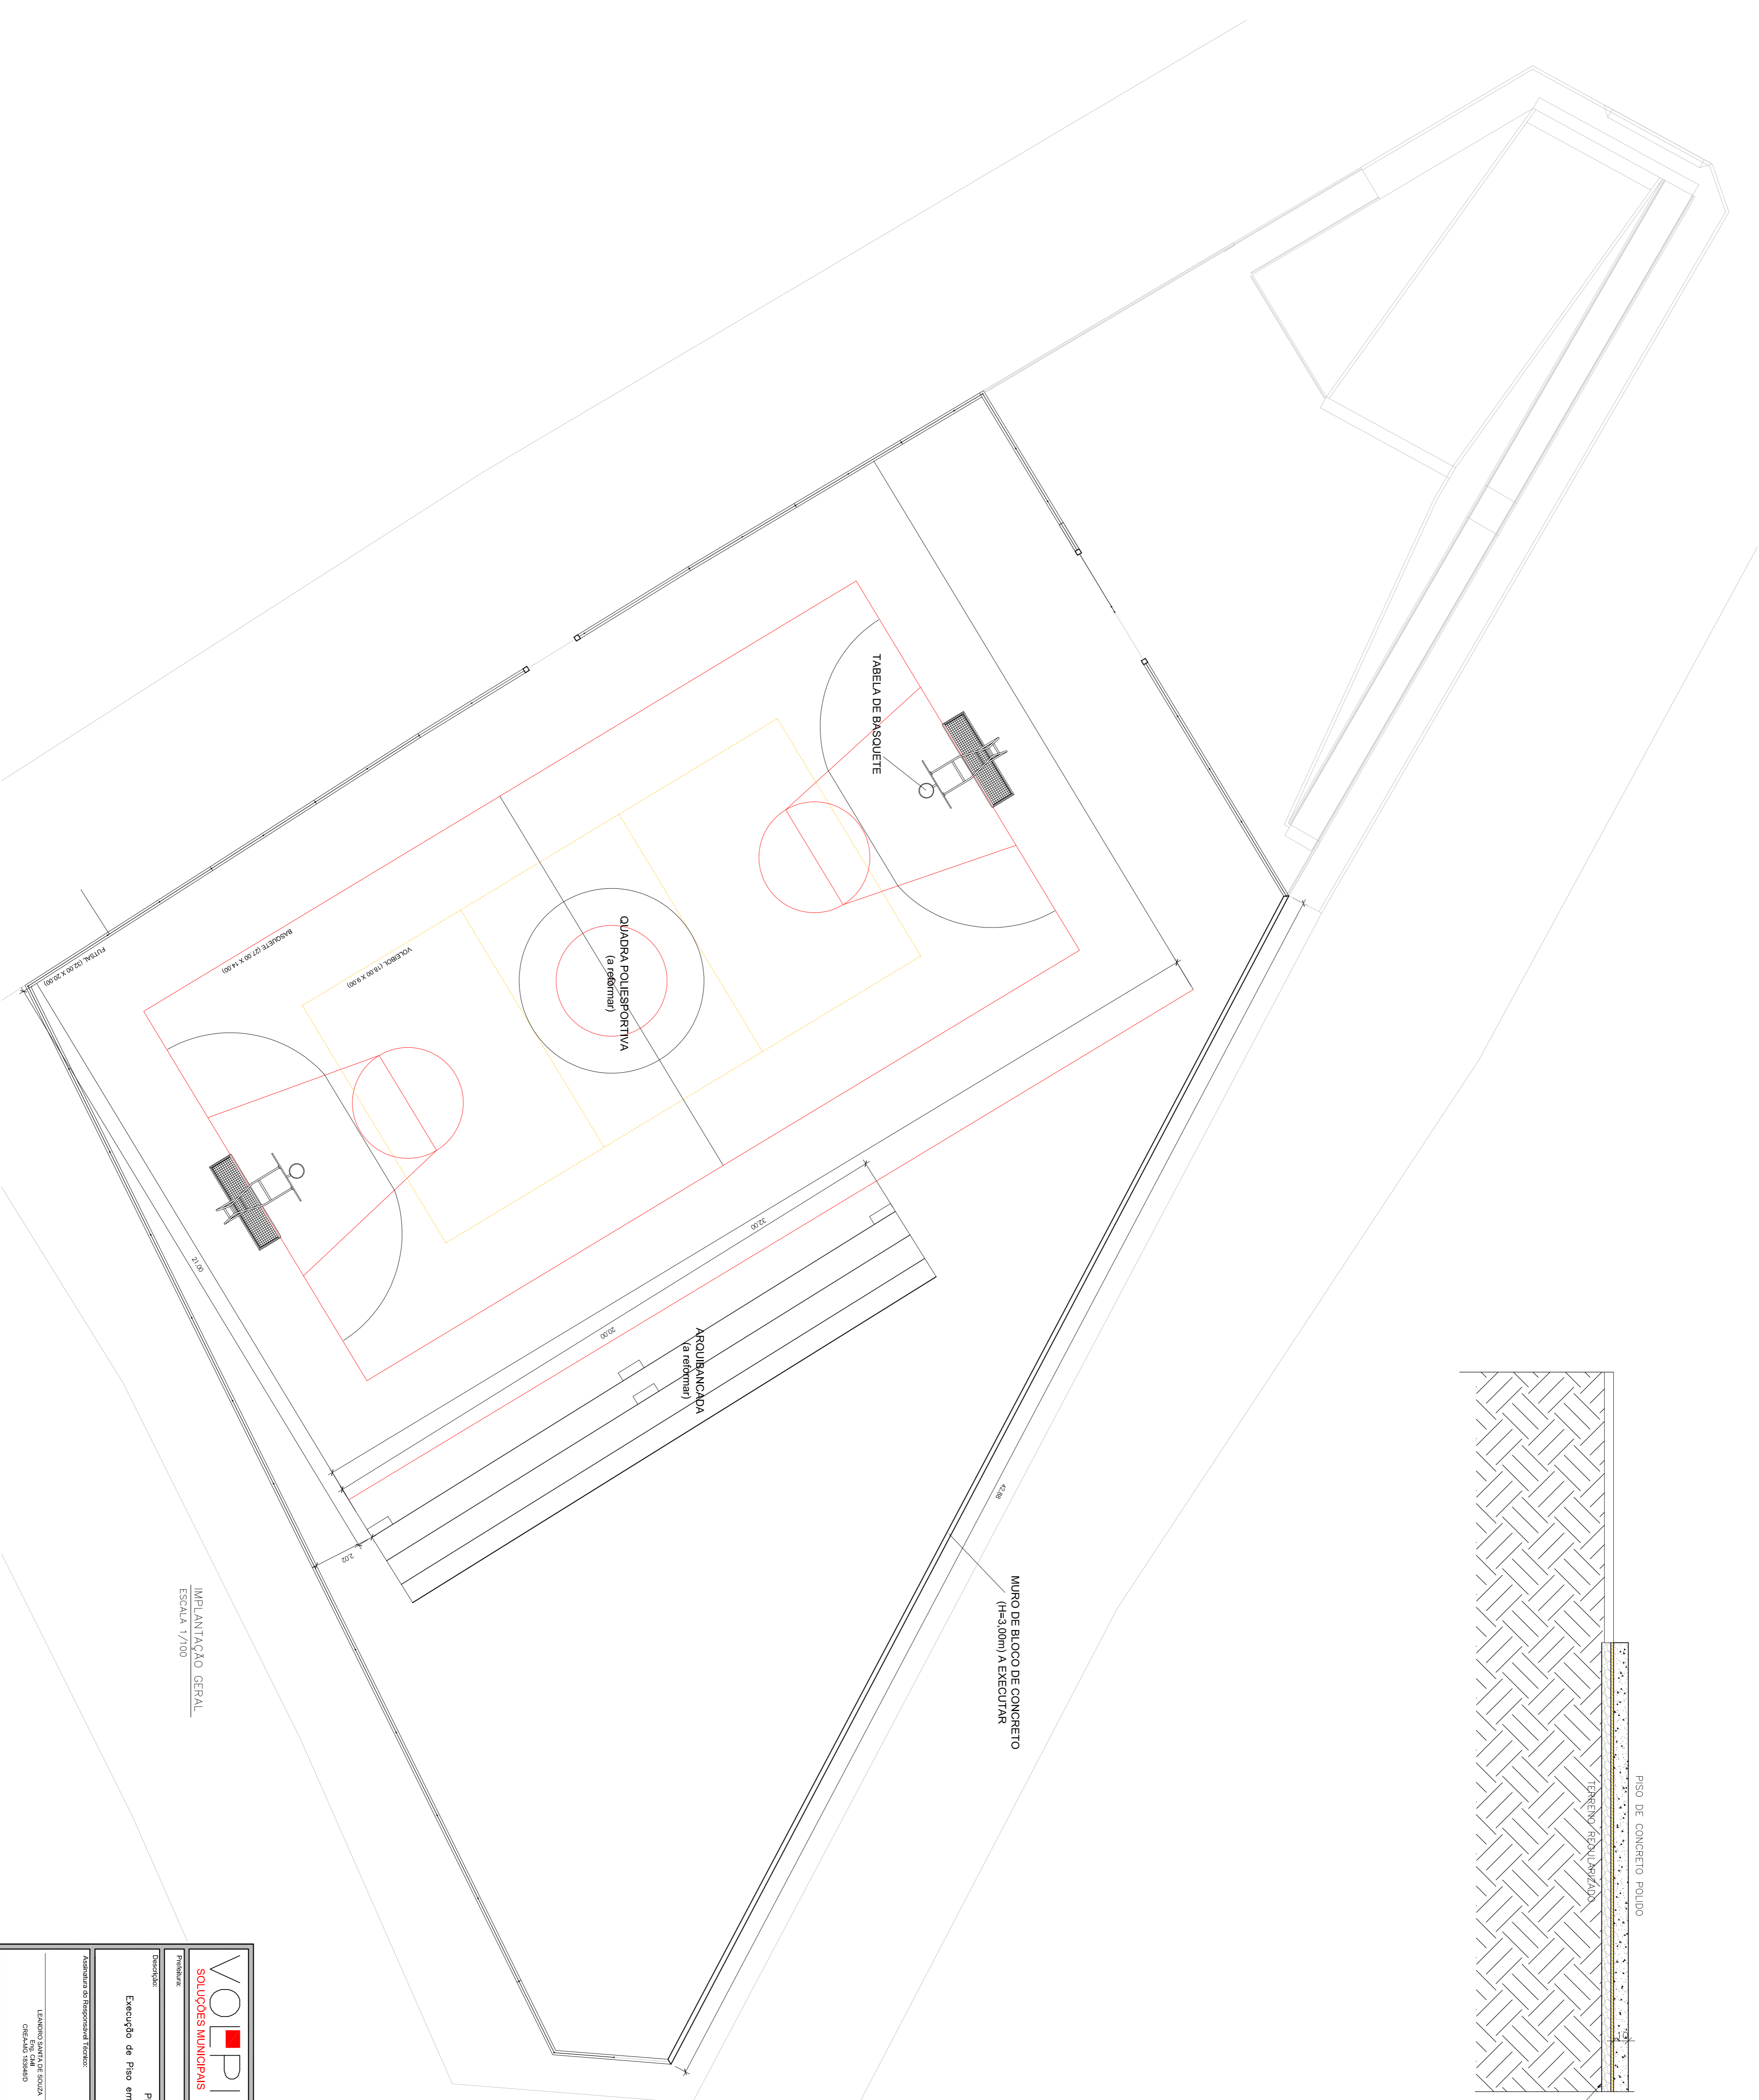 TABELA DE BASQUETE
QUADRA POLIESPORTIVA
(a reformar)
FUTSAL (32.00 X 20.00)
BASQUETE (27.00 X 14.00)
VOLEIBOL (18.00 X 9.00)
32.00
20.00
21.00
2.02
42.88
ARQUIBANCADA
(a reformar)
MURO DE BLOCO DE CONCRETO
(H=3,00m) A EXECUTAR
IMPLANTAÇÃO GERAL
ESCALA 1/100
PISO DE CONCRETO POLIDO
TERRENO REGULARIZADO
VOLPI
SOLUÇÕES MUNICIPAIS
Prefeitura:
Descrição:
Execução de Piso em
Assinatura do Responsável Técnico:
LEANDRO SANTA DE SOUZA
Eng. Civil
CREA-MG 183648/D